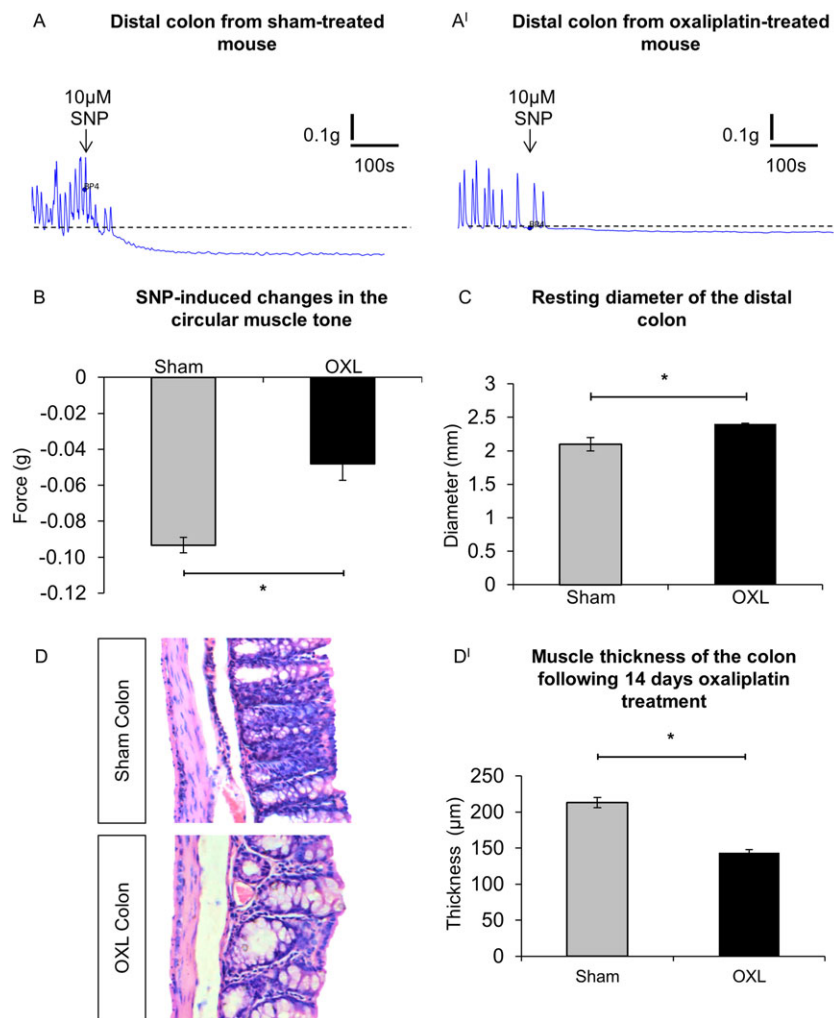 A
Distal colon from sham-treated
mouse
10µM
SNP
0.1g
100s
BP4
Aᴵ
Distal colon from oxaliplatin-treated
mouse
10µM
SNP
0.1g
100s
B
SNP-induced changes in the
circular muscle tone
Sham
OXL
0
-0.02
-0.04
-0.06
-0.08
-0.10
-0.12
Force (g)
*
C
Resting diameter of the distal
colon
3
2.5
2
1.5
1
0.5
0
Diameter (mm)
*
Sham
OXL
D
Sham Colon
OXL Colon
Dᴵ
Muscle thickness of the colon
following 14 days oxaliplatin
treatment
250
200
150
100
50
0
Thickness (µm)
*
Sham
OXL